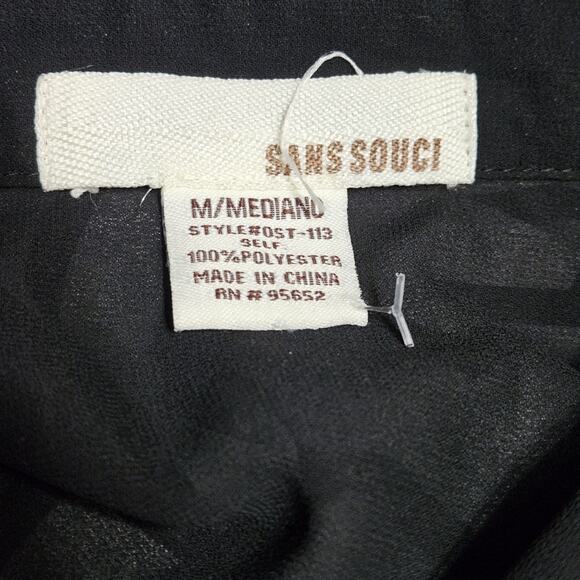 SANS SOUCI
M/MEDIANO
STYLE#OST-113
SELF
100%POLYESTER
MADE IN CHINA
RN # 95652